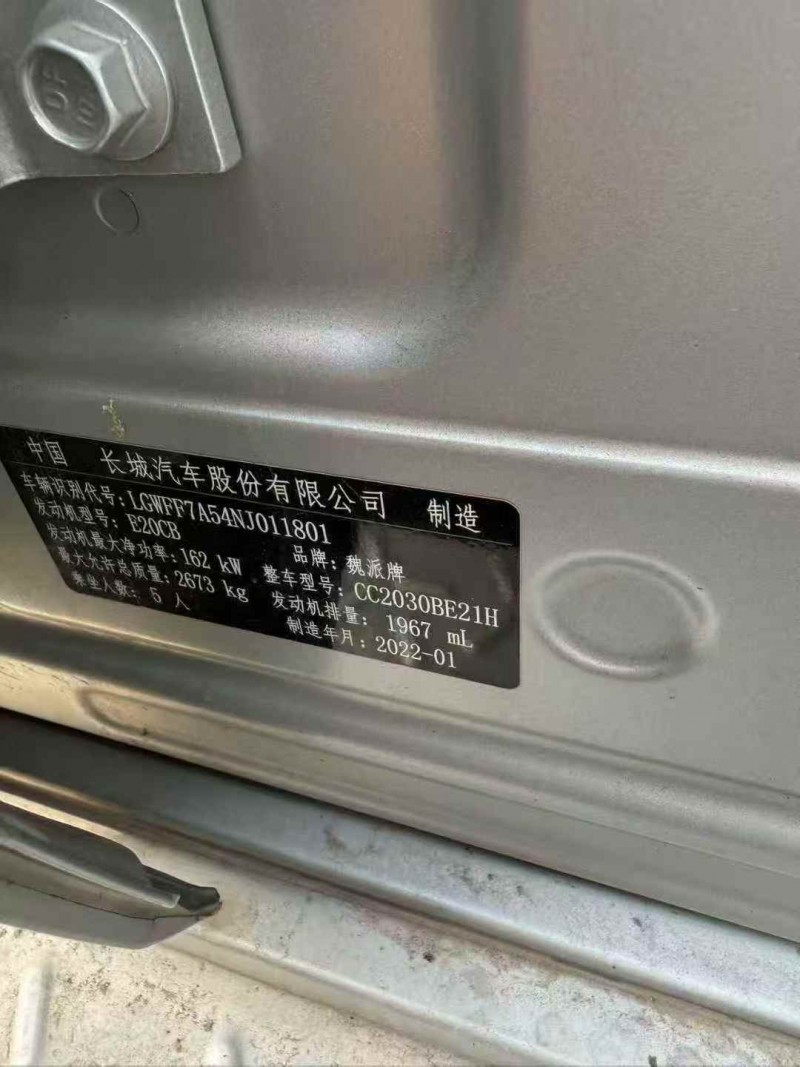 中国 长城汽车股份有限公司 制造
车辆识别代号:LGWFF7A54NJ011801
发动机型号:E20CB 品牌:魏派牌
发动机最大净功率:162 kW 整车型号:CC2030BE21H
最大允许总质量:2673 kg 发动机排量:1967 mL
乘坐人数:5 人 制造年月:2022-01